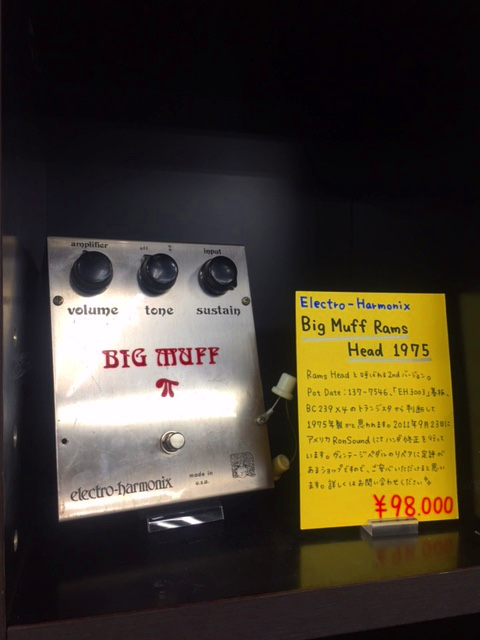 amplifier
off
input
volume tone sustain
BIG MUFF
π
made in
u.s.a.
electro-harmonix
Electro-Harmonix
Big Muff Rams
Head 1975
Rams Head と呼ばれる2ndバージョン。
Pot Date:137-7546、「EH3003」基板、
BC239×4のトランジスタから判断して
1975年製かと思われます。2011年9月23日に
アメリカRonSoundにてハンダ修正を行って
います。ヴィンテージペダルのリペアに定評が
あるショップですので、ご安心いただけると思い
ます。詳しくはお問い合わせください
¥98,000